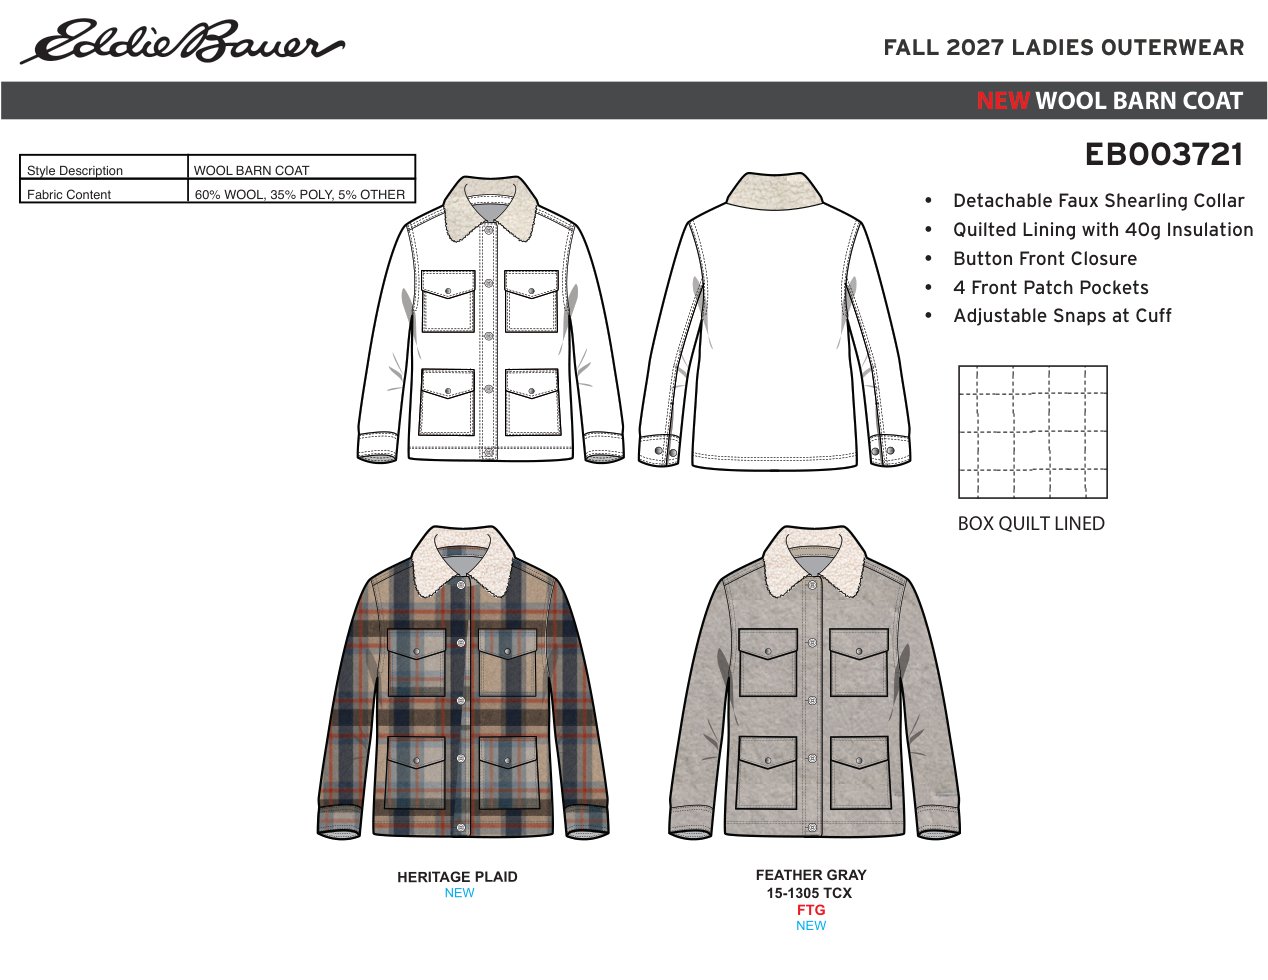 Eddie Bauer
FALL 2027 LADIES OUTERWEAR
NEW WOOL BARN COAT
EB003721
Style Description WOOL BARN COAT
Fabric Content 60% WOOL, 35% POLY, 5% OTHER
• Detachable Faux Shearling Collar
• Quilted Lining with 40g Insulation
• Button Front Closure
• 4 Front Patch Pockets
• Adjustable Snaps at Cuff
BOX QUILT LINED
HERITAGE PLAID
NEW
FEATHER GRAY
15-1305 TCX
FTG
NEW